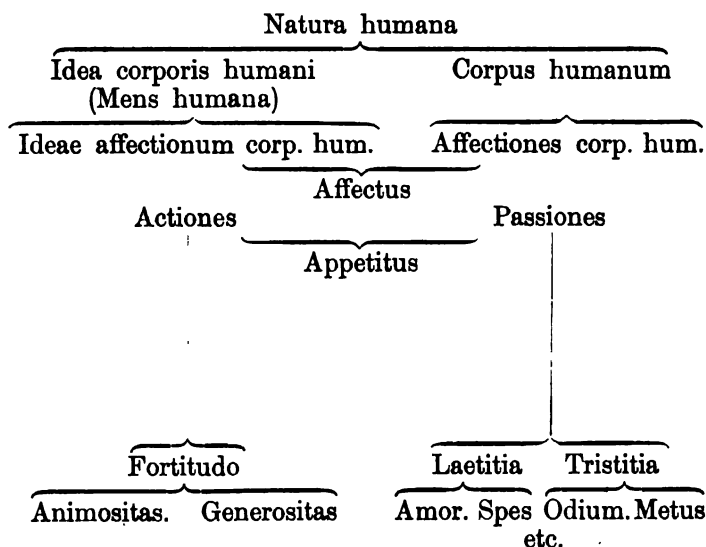 Natura humana
Idea corporis humani Corpus humanum
(Mens humana)
Ideae affectionum corp. hum. Affectiones corp. hum.
Affectus
Actiones Passiones
Appetitus
Fortitudo Laetitia Tristitia
Animositas. Generositas Amor. Spes Odium. Metus
etc.